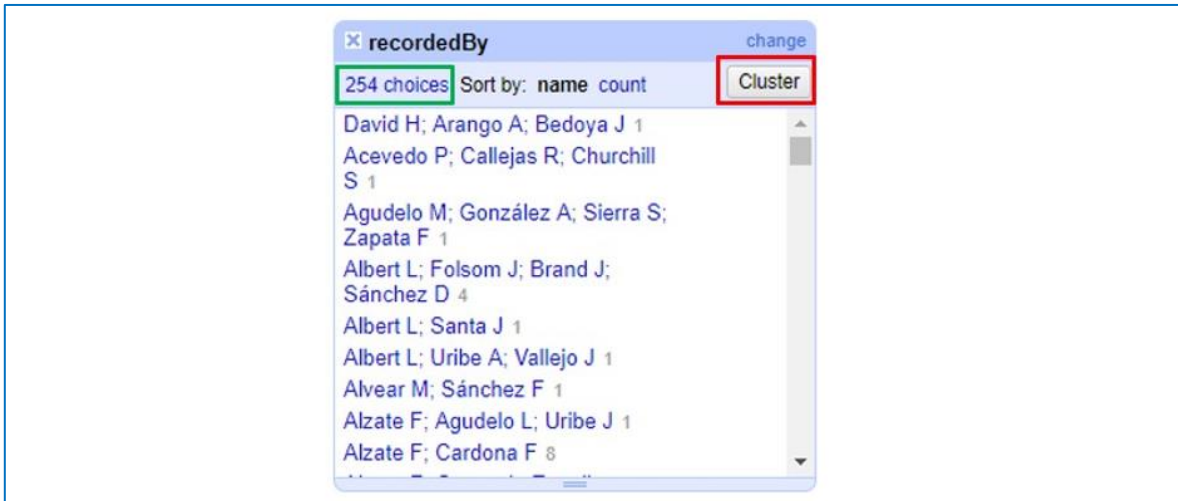 recordedBy change
254 choices Sort by: name count Cluster
David H; Arango A; Bedoya J 1
Acevedo P; Callejas R; Churchill
S 1
Agudelo M; González A; Sierra S;
Zapata F 1
Albert L; Folsom J; Brand J;
Sánchez D 4
Albert L; Santa J 1
Albert L; Uribe A; Vallejo J 1
Alvear M; Sánchez F 1
Alzate F; Agudelo L; Uribe J 1
Alzate F; Cardona F 8